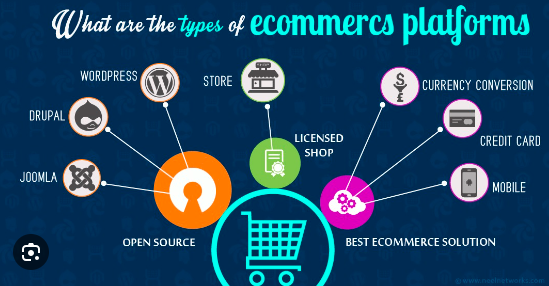 What are the types of ecommercs platforms
WORDPRESS
STORE
CURRENCY CONVERSION
DRUPAL
CREDIT CARD
LICENSED
SHOP
JOOMLA
MOBILE
OPEN SOURCE
BEST ECOMMERCE SOLUTION